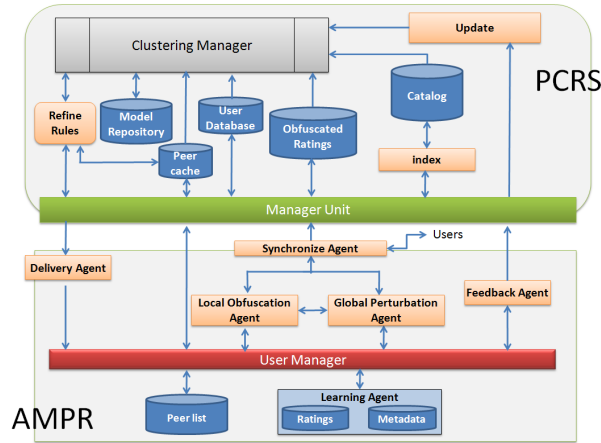 Clustering Manager
Update
PCRS
Refine
Rules
Model
Repository
User
Database
Obfuscated
Ratings
Catalog
Peer
cache
index
Manager Unit
Synchronize Agent
Users
Delivery Agent
Local Obfuscation
Agent
Global Perturbation
Agent
Feedback Agent
User Manager
Peer list
Learning Agent
Ratings
Metadata
AMPR